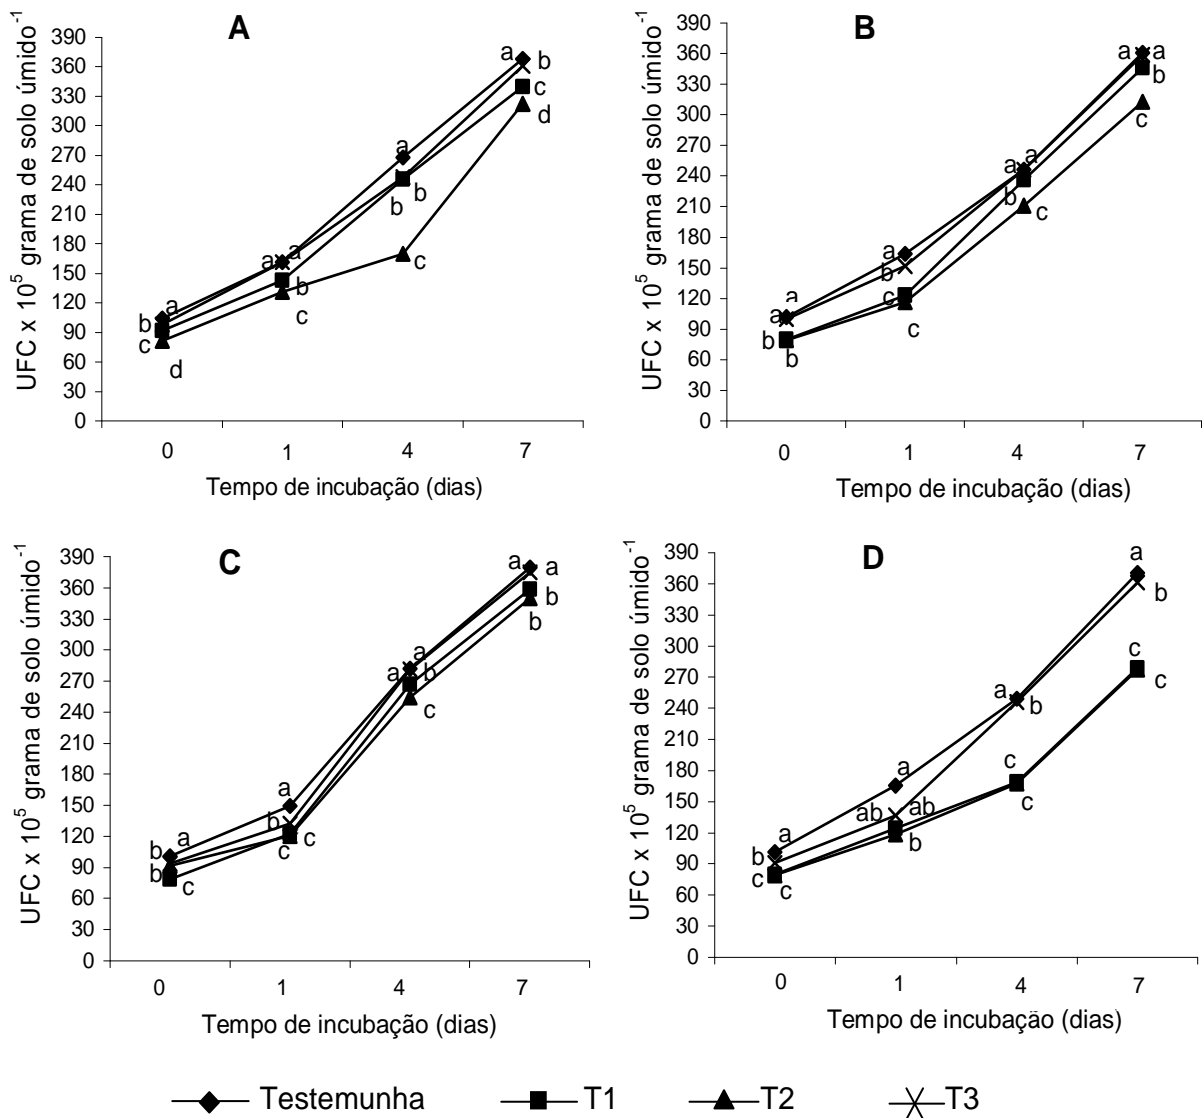 A
UFC x 10⁵ grama de solo úmido⁻¹
390
360
330
300
270
240
210
180
150
120
90
60
30
0
a
b
c
d
a
a
b
c
a
b
b
c
a
b
c
d
0 1 4 7
Tempo de incubação (dias)
B
UFC x 10⁵ grama de solo úmido⁻¹
390
360
330
300
270
240
210
180
150
120
90
60
30
0
a
a
b
b
a
b
c
c
a
a
b
c
a
a
b
c
0 1 4 7
Tempo de incubação (dias)
C
UFC x 10⁵ grama de solo úmido⁻¹
390
360
330
300
270
240
210
180
150
120
90
60
30
0
b
a
b
c
a
b
c
c
a
a
b
c
a
a
b
b
0 1 4 7
Tempo de incubação (dias)
D
UFC x 10⁵ grama de solo úmido⁻¹
390
360
330
300
270
240
210
180
150
120
90
60
30
0
a
b
c
c
a
ab
ab
b
a
b
c
c
a
b
c
c
0 1 4 7
Tempo de incubação (dias)
Testemunha T1 T2 T3